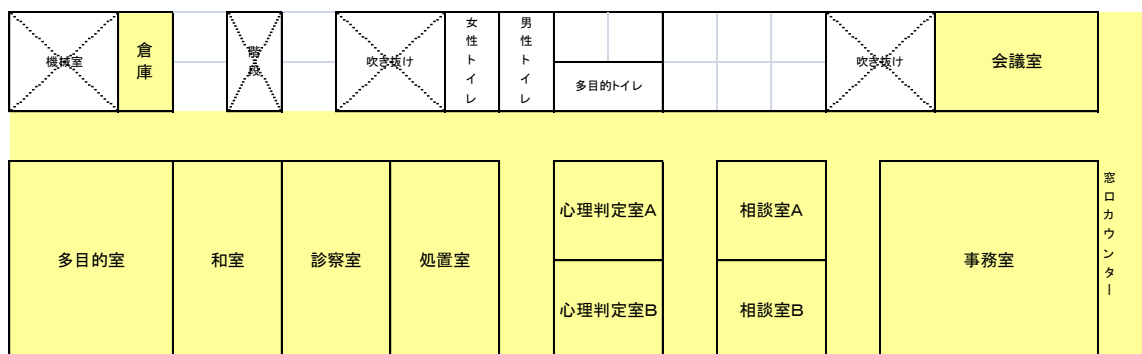 機械室
倉庫
階段
吹き抜け
女性トイレ
男性トイレ
多目的トイレ
吹き抜け
会議室
多目的室
和室
診察室
処置室
心理判定室A
心理判定室B
相談室A
相談室B
事務室
窓口カウンター